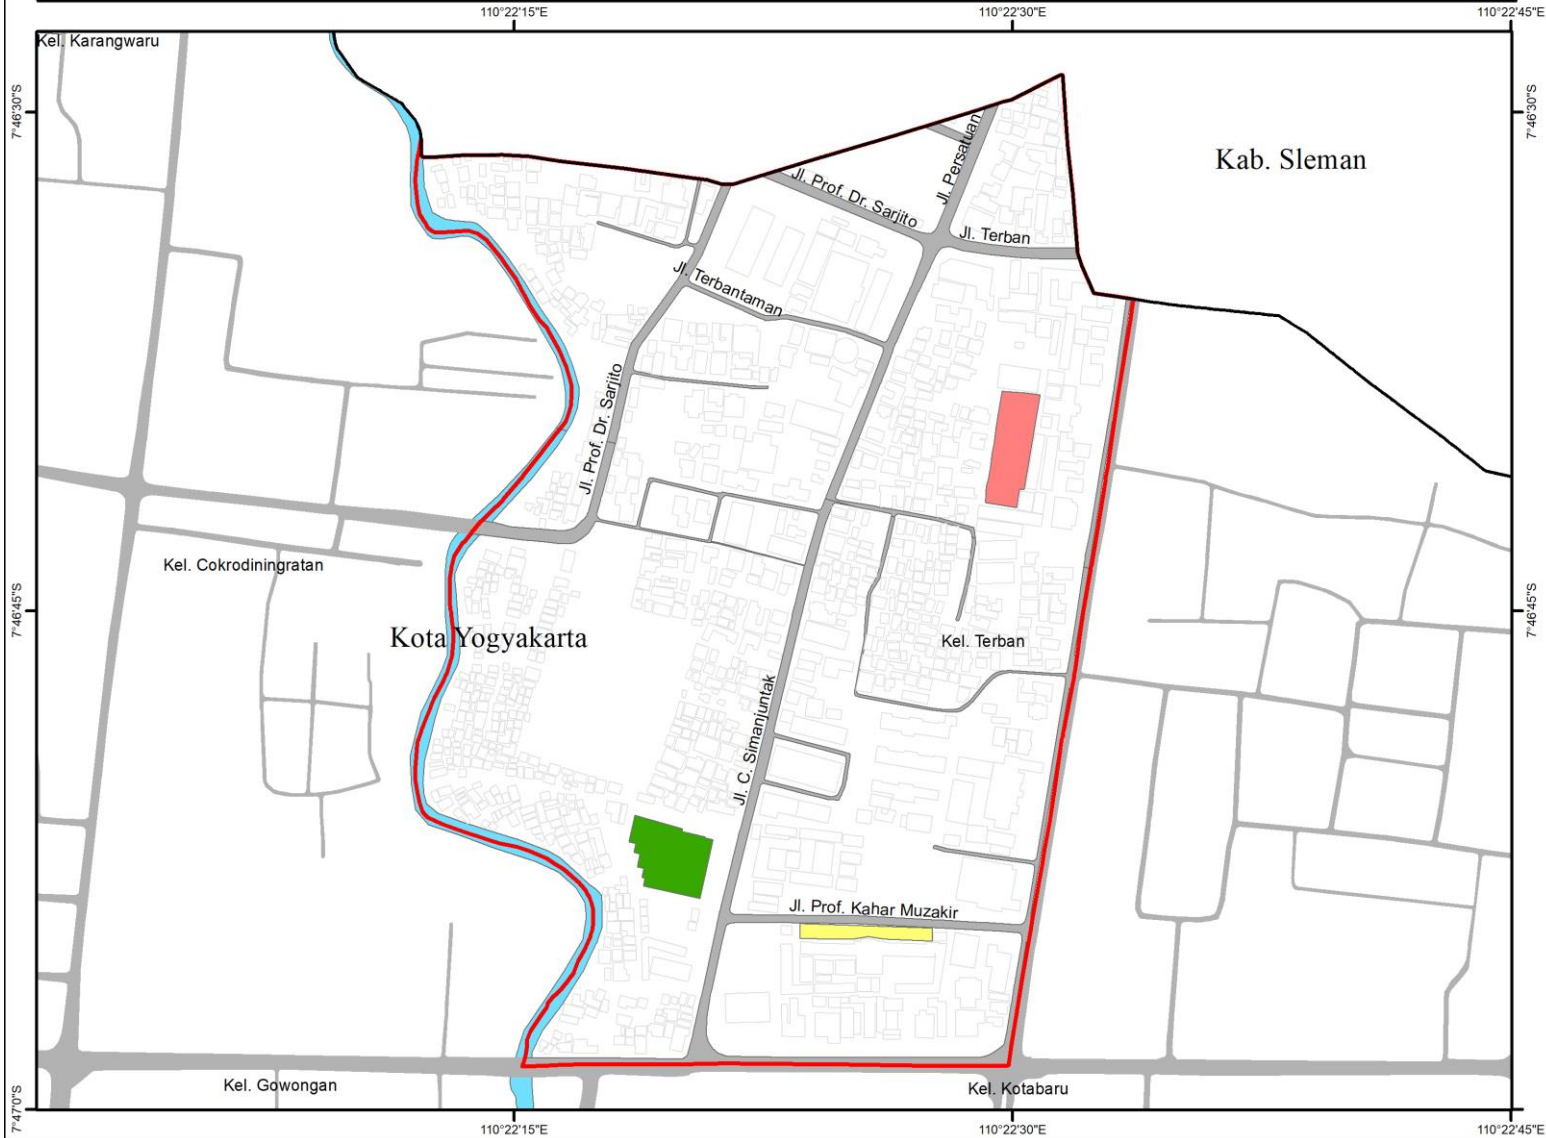 110°22'15"E
110°22'30"E
110°22'45"E
Kel. Karangwaru
7°46'30"S
7°46'30"S
Kab. Sleman
Jl. Persatuan
Jl. Prof. Dr. Sarjito
Jl. Terban
Jl. Terbantaman
Jl. Prof. Dr. Sarjito
Kel. Cokrodiningratan
7°46'45"S
7°46'45"S
Kota Yogyakarta
Kel. Terban
Jl. C. Simanjuntak
Jl. Prof. Kahar Muzakir
Kel. Gowongan
Kel. Kotabaru
7°47'0"S
110°22'15"E
110°22'30"E
110°22'45"E